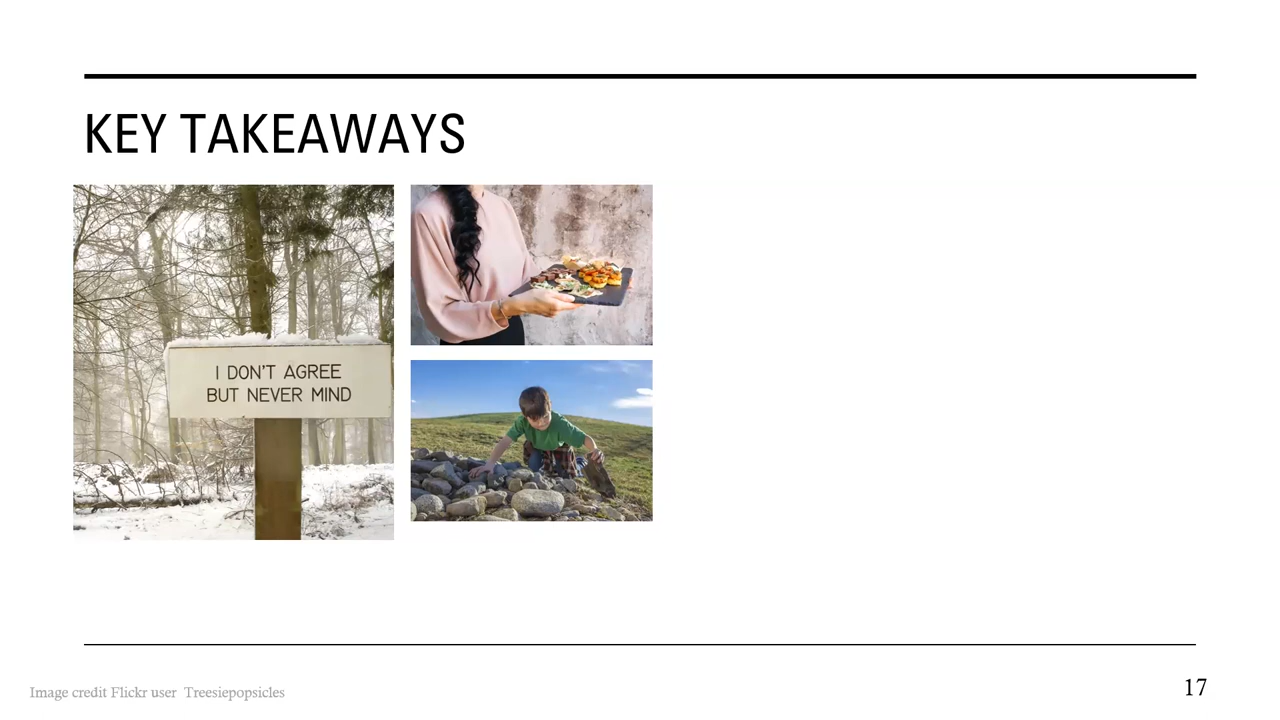 KEY TAKEAWAYS
I DON'T AGREE
BUT NEVER MIND
Image credit Flickr user Treesiepopsicles
17